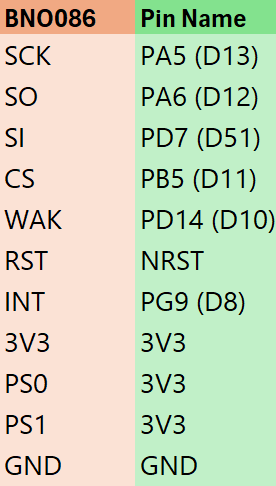 BNO086 Pin Name
SCK PA5 (D13)
SO PA6 (D12)
SI PD7 (D51)
CS PB5 (D11)
WAK PD14 (D10)
RST NRST
INT PG9 (D8)
3V3 3V3
PS0 3V3
PS1 3V3
GND GND